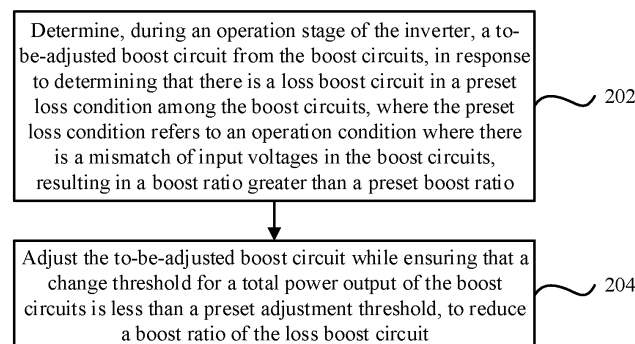 Determine, during an operation stage of the inverter, a to-
be-adjusted boost circuit from the boost circuits, in response
to determining that there is a loss boost circuit in a preset
loss condition among the boost circuits, where the preset
loss condition refers to an operation condition where there
is a mismatch of input voltages in the boost circuits,
resulting in a boost ratio greater than a preset boost ratio
202
Adjust the to-be-adjusted boost circuit while ensuring that a
change threshold for a total power output of the boost
circuits is less than a preset adjustment threshold, to reduce
a boost ratio of the loss boost circuit
204